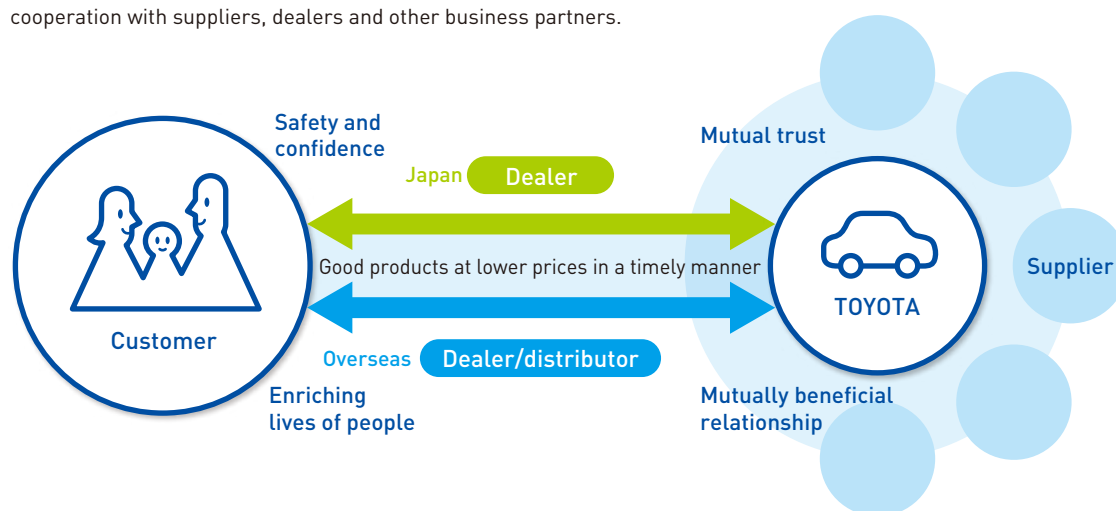 cooperation with suppliers, dealers and other business partners.
Safety and
confidence
Mutual trust
Japan Dealer
Good products at lower prices in a timely manner
Supplier
TOYOTA
Customer
Overseas Dealer/distributor
Enriching
lives of people
Mutually beneficial
relationship